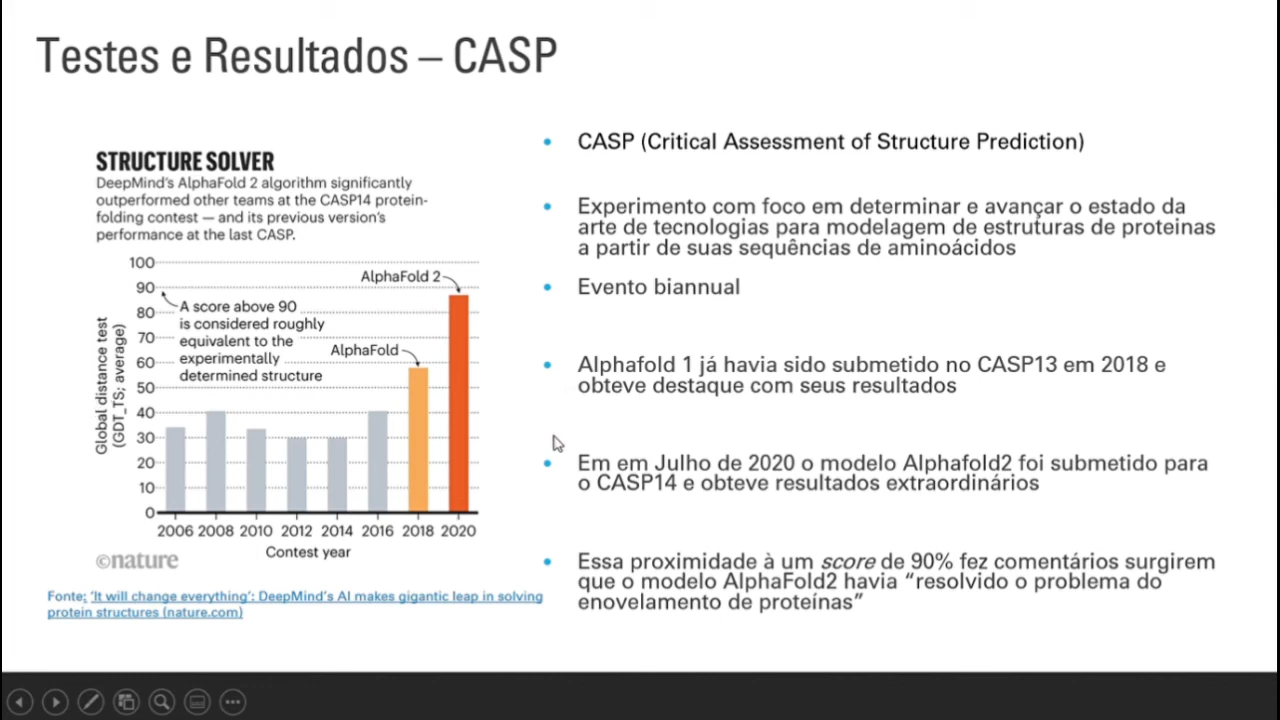 Testes e Resultados – CASP
STRUCTURE SOLVER
DeepMind's AlphaFold 2 algorithm significantly
outperformed other teams at the CASP14 protein-
folding contest — and its previous version's
performance at the last CASP.
Global distance test
(GDT_TS; average)
100
90
80
70
60
50
40
30
20
10
0
A score above 90
is considered roughly
equivalent to the
experimentally
determined structure
AlphaFold
AlphaFold 2
2006 2008 2010 2012 2014 2016 2018 2020
Contest year
©nature
Fonte: 'It will change everything': DeepMind's AI makes gigantic leap in solving
protein structures (nature.com)
• CASP (Critical Assessment of Structure Prediction)
• Experimento com foco em determinar e avançar o estado da
arte de tecnologias para modelagem de estruturas de proteinas
a partir de suas sequências de aminoácidos
• Evento biannual
• Alphafold 1 já havia sido submetido no CASP13 em 2018 e
obteve destaque com seus resultados
• Em em Julho de 2020 o modelo Alphafold2 foi submetido para
o CASP14 e obteve resultados extraordinários
• Essa proximidade à um score de 90% fez comentários surgirem
que o modelo AlphaFold2 havia “resolvido o problema do
enovelamento de proteínas”